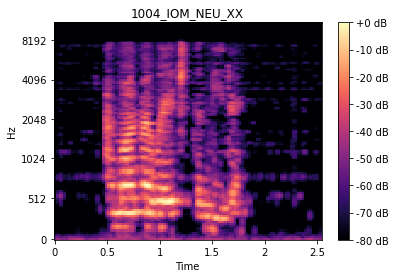 1004_IOM_NEU_XX
Hz
8192
4096
2048
1024
512
0
0
0.5
1
1.5
2
2.5
Time
+0 dB
-10 dB
-20 dB
-30 dB
-40 dB
-50 dB
-60 dB
-70 dB
-80 dB